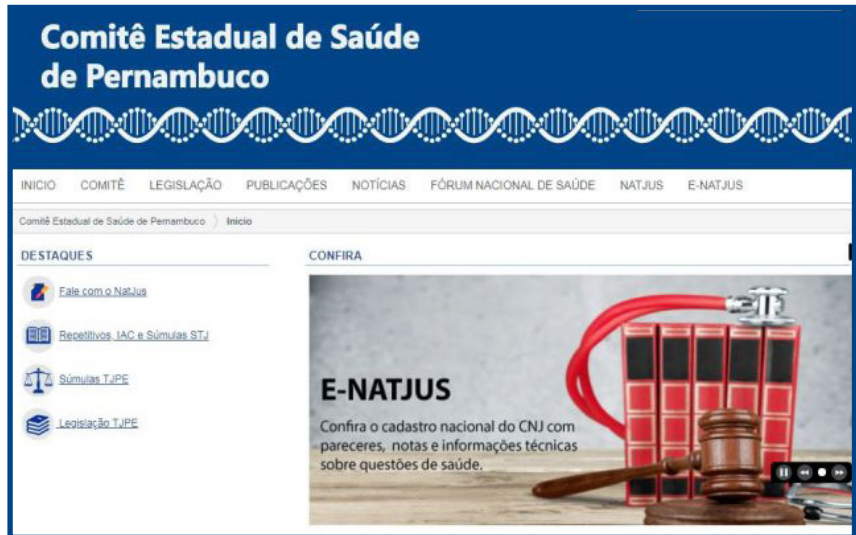 Comitê Estadual de Saúde
de Pernambuco
INICIO COMITÊ LEGISLAÇÃO PUBLICAÇÕES NOTÍCIAS FÓRUM NACIONAL DE SAÚDE NATJUS E-NATJUS
Comitê Estadual de Saúde de Pernambuco Inicio
DESTAQUES
Fale com o NatJus
Repetitivos, IAC e Súmulas STJ
Súmulas TJPE
Legislação TJPE
CONFIRA
E-NATJUS
Confira o cadastro nacional do CNJ com
pareceres, notas e informações técnicas
sobre questões de saúde.